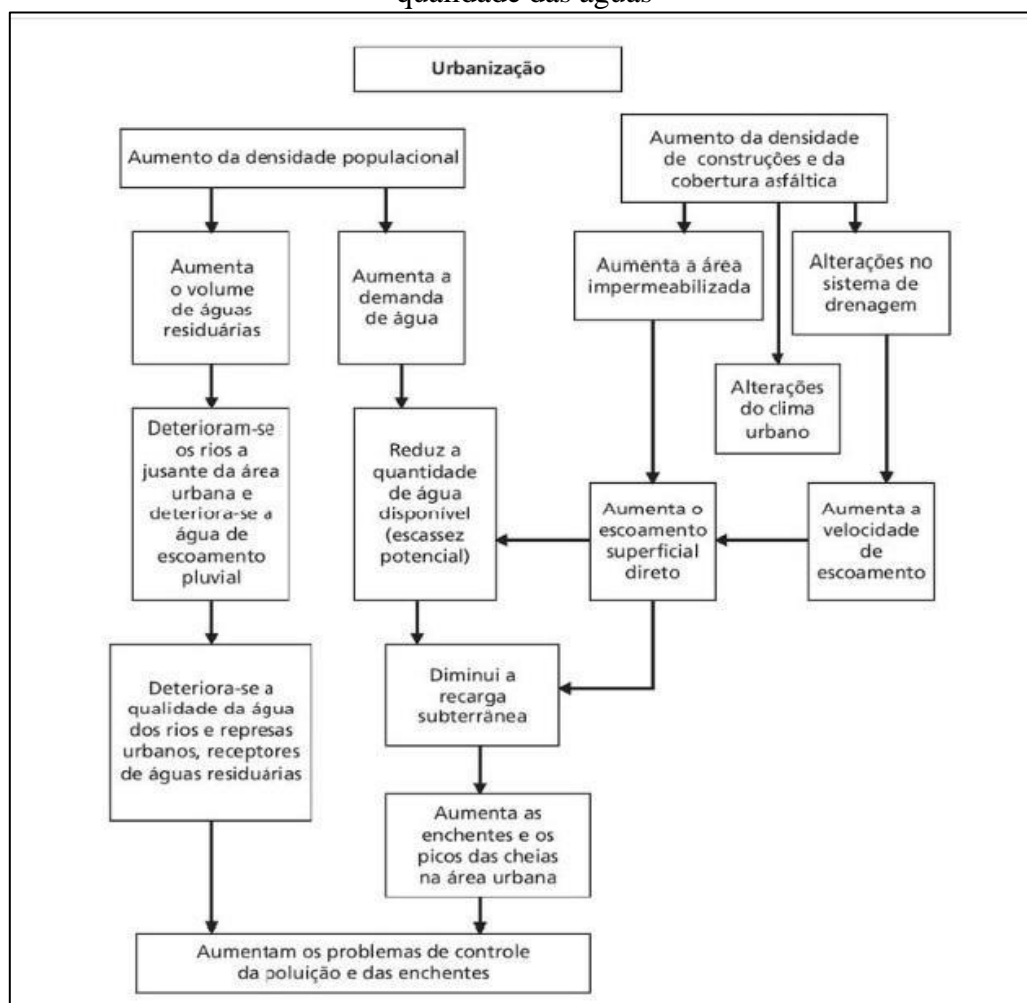 qualidade das águas
Urbanização
Aumento da densidade populacional
Aumento da densidade
de construções e da
cobertura asfáltica
Aumenta
o volume
de águas
residuárias
Aumenta a
demanda
de água
Aumenta a área
impermeabilizada
Alterações no
sistema de
drenagem
Alterações
do clima
urbano
Deterioram-se
os rios a
jusante da área
urbana e
deteriora-se a
água de
escoamento
pluvial
Reduz a
quantidade
de água
disponível
(escassez
potencial)
Aumenta o
escoamento
superficial
direto
Aumenta a
velocidade
de
escoamento
Deteriora-se a
qualidade da água
dos rios e represas
urbanos, receptores
de águas residuárias
Diminui a
recarga
subterrânea
Aumenta as
enchentes e os
picos das cheias
na área urbana
Aumentam os problemas de controle
da poluição e das enchentes